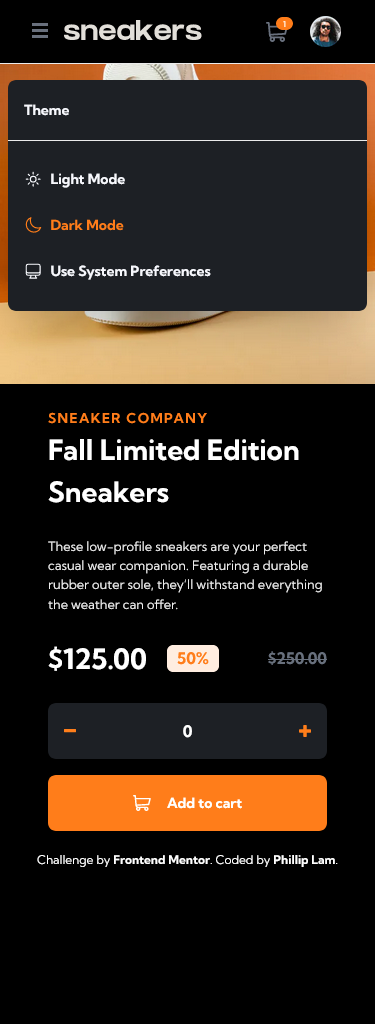 sneakers
1
Theme
Light Mode
Dark Mode
Use System Preferences
SNEAKER COMPANY
Fall Limited Edition
Sneakers
These low-profile sneakers are your perfect
casual wear companion. Featuring a durable
rubber outer sole, they'll withstand everything
the weather can offer.
$125.00 50% $250.00
0
Add to cart
Challenge by Frontend Mentor. Coded by Phillip Lam.